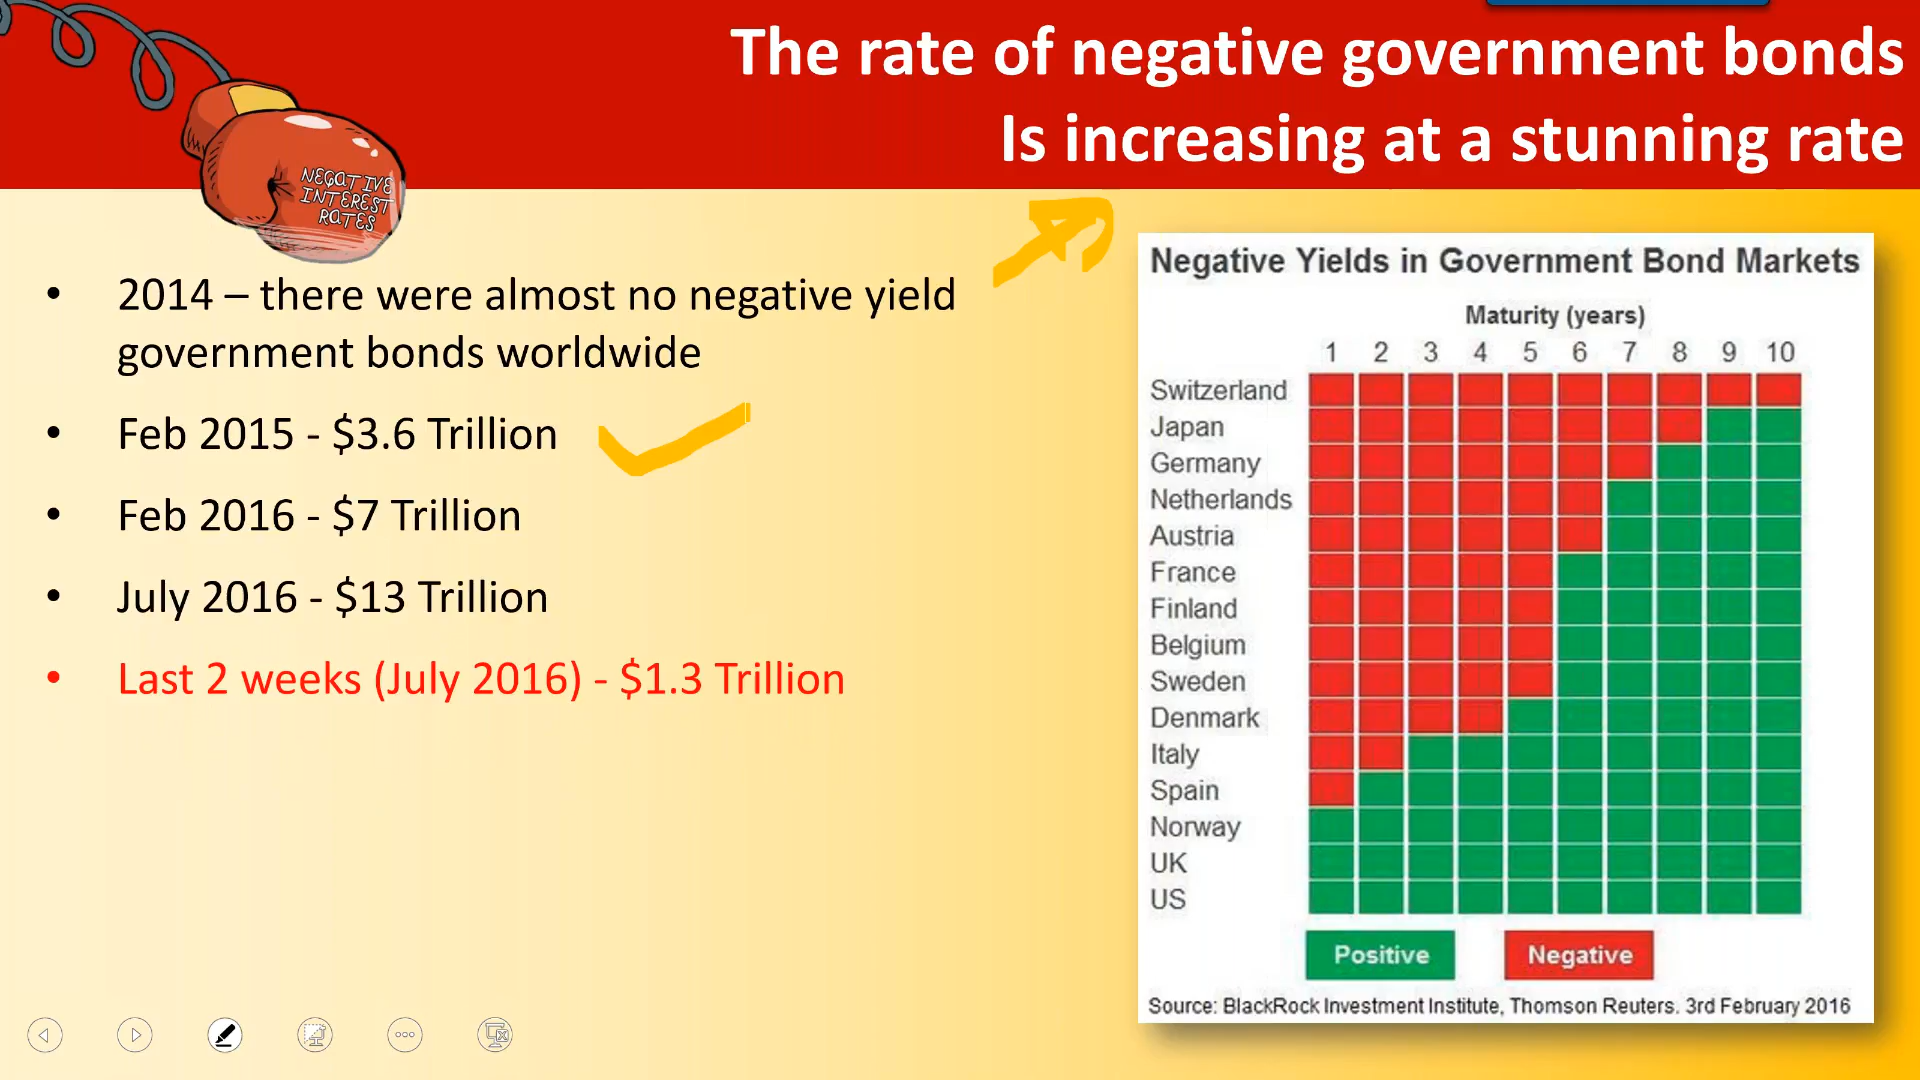 The rate of negative government bonds
Is increasing at a stunning rate
NEGATIVE
INTEREST
RATES
• 2014 – there were almost no negative yield
government bonds worldwide
• Feb 2015 - $3.6 Trillion
• Feb 2016 - $7 Trillion
• July 2016 - $13 Trillion
• Last 2 weeks (July 2016) - $1.3 Trillion
Negative Yields in Government Bond Markets
Maturity (years)
1 2 3 4 5 6 7 8 9 10
Switzerland
Japan
Germany
Netherlands
Austria
France
Finland
Belgium
Sweden
Denmark
Italy
Spain
Norway
UK
US
Positive Negative
Source: BlackRock Investment Institute, Thomson Reuters. 3rd February 2016